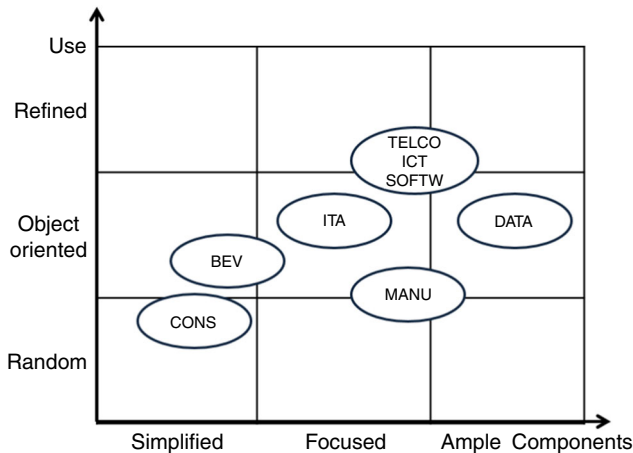 Use
Refined
TELCO
ICT
SOFTW
Object
oriented
ITA
DATA
BEV
MANU
CONS
Random
Simplified Focused Ample Components